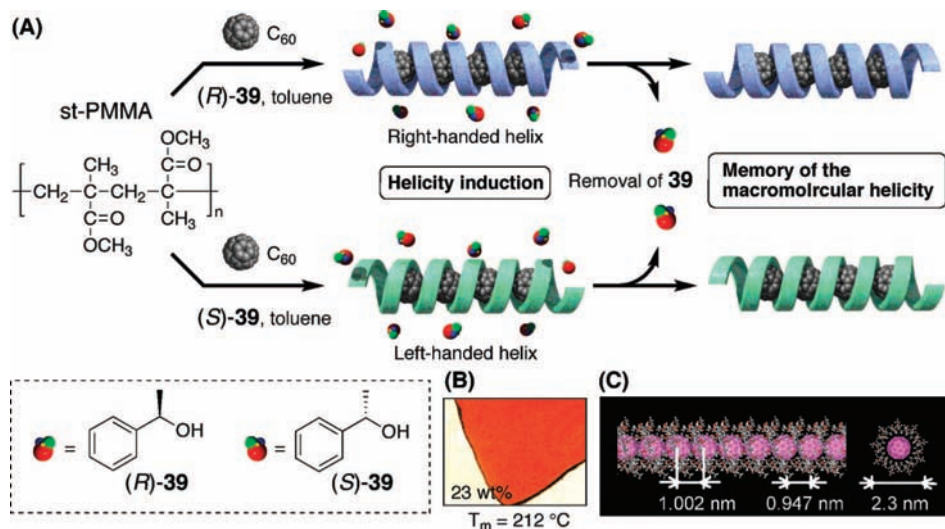 (A)
C60
(R)-39, toluene
Right-handed helix
st-PMMA
OCH3
CH3
C=O
CH2
C
CH2
C
n
C=O
CH3
OCH3
Helicity induction
Removal of 39
Memory of the
macromolrcular helicity
C60
(S)-39, toluene
Left-handed helix
=
OH
(R)-39
=
OH
(S)-39
(B)
23 wt%
Tm = 212 °C
(C)
1.002 nm
0.947 nm
2.3 nm